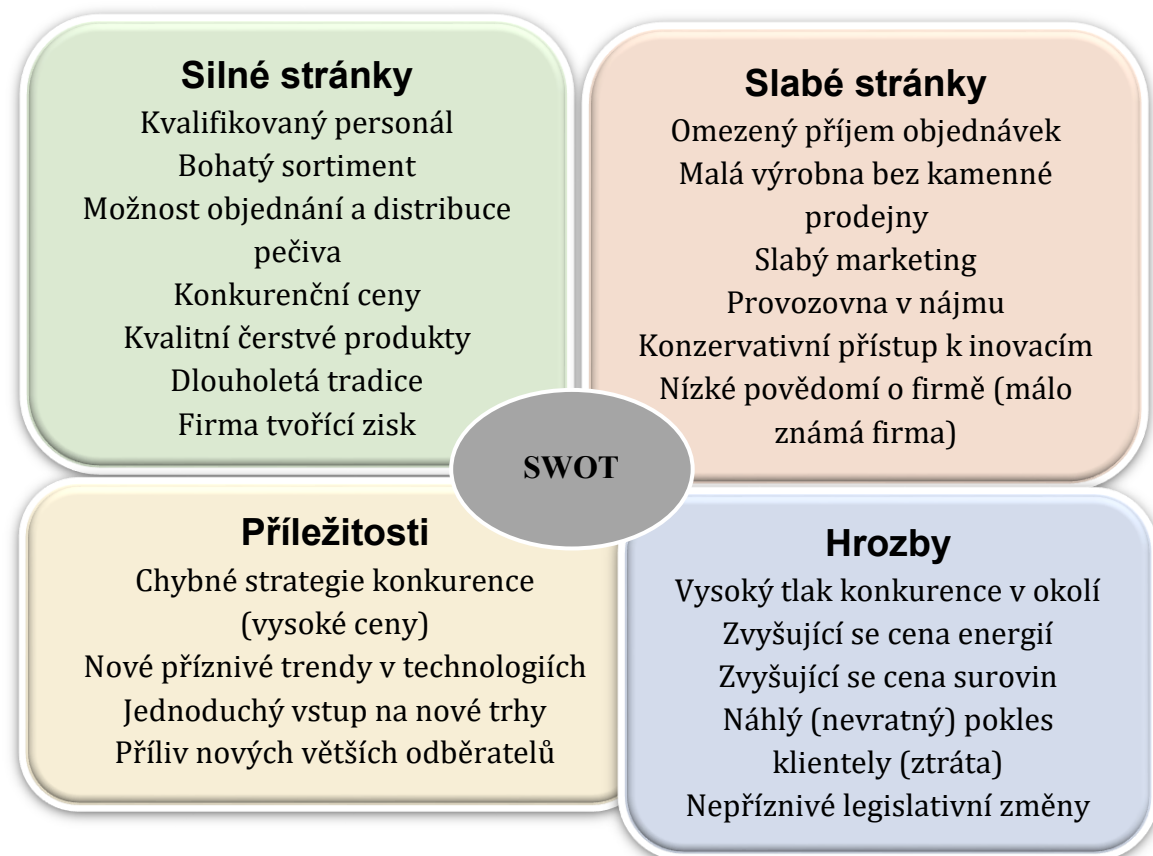 Silné stránky
Kvalifikovaný personál
Bohatý sortiment
Možnost objednání a distribuce
pečiva
Konkurenční ceny
Kvalitní čerstvé produkty
Dlouholetá tradice
Firma tvořící zisk
Slabé stránky
Omezený příjem objednávek
Malá výrobna bez kamenné
prodejny
Slabý marketing
Provozovna v nájmu
Konzervativní přístup k inovacím
Nízké povědomí o firmě (málo
známá firma)
SWOT
Příležitosti
Chybné strategie konkurence
(vysoké ceny)
Nové příznivé trendy v technologiích
Jednoduchý vstup na nové trhy
Příliv nových větších odběratelů
Hrozby
Vysoký tlak konkurence v okolí
Zvyšující se cena energií
Zvyšující se cena surovin
Náhlý (nevratný) pokles
klientely (ztráta)
Nepříznivé legislativní změny